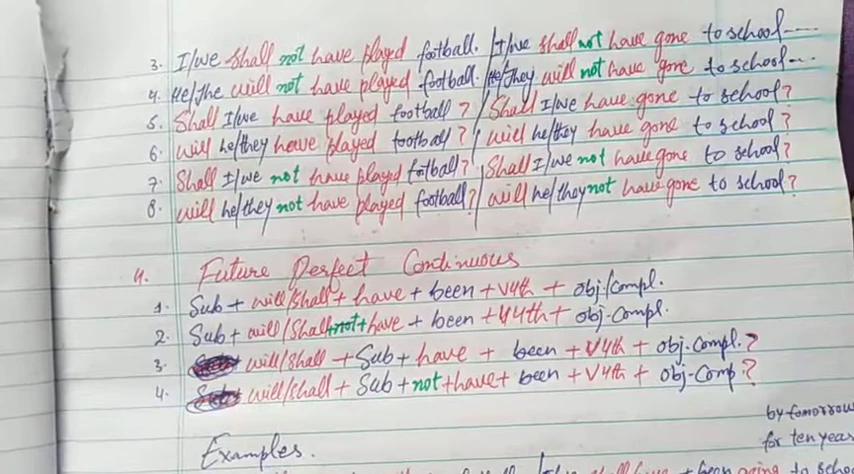 3. I/we shall not have played football. / I/we shall not have gone to school----
4. He/she will not have played football. / He/they will not have gone to school---
5. Shall I/we have played football? / Shall I/we have gone to school?
6. will he/they have played football? / will he/they have gone to school?
7. Shall I/we not have played fotball? / Shall I/we not have gone to school?
8. will he/they not have played football? / will he/they not have gone to school?
4. Future Perfect Continuous
1. Sub + will/shall + have + been + V4th + obj./compl.
2. Sub + will/Shall + not + have + been + V4th + obj-Compl.
3. will/shall + Sub + have + been + V4th + obj-Compl.?
4. will/shall + Sub + not + have + been + V4th + obj-Comp?
by tomorrow
for ten years
Examples.
been going to scho